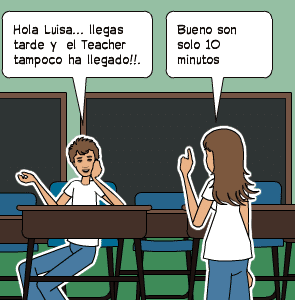 Hola Luisa... llegas
tarde y el Teacher
tampoco ha llegado!!.
Bueno son
solo 10
minutos